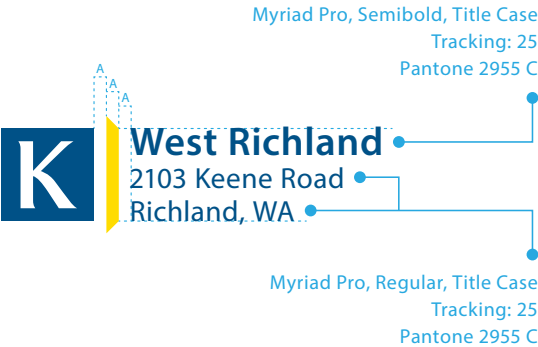 Myriad Pro, Semibold, Title Case
Tracking: 25
Pantone 2955 C
A
A
A
K
West Richland
2103 Keene Road
Richland, WA
Myriad Pro, Regular, Title Case
Tracking: 25
Pantone 2955 C